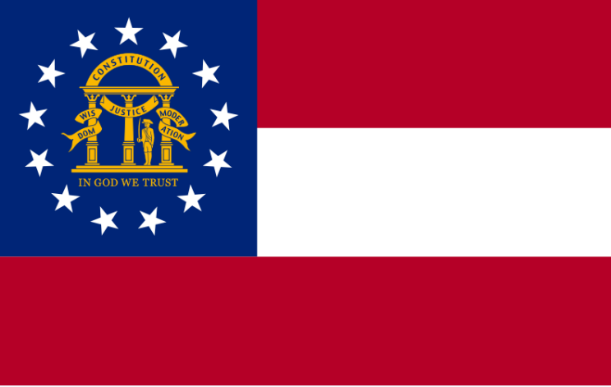 CONSTITUTION
JUSTICE
WIS
DOM
MODER
ATION
IN GOD WE TRUST